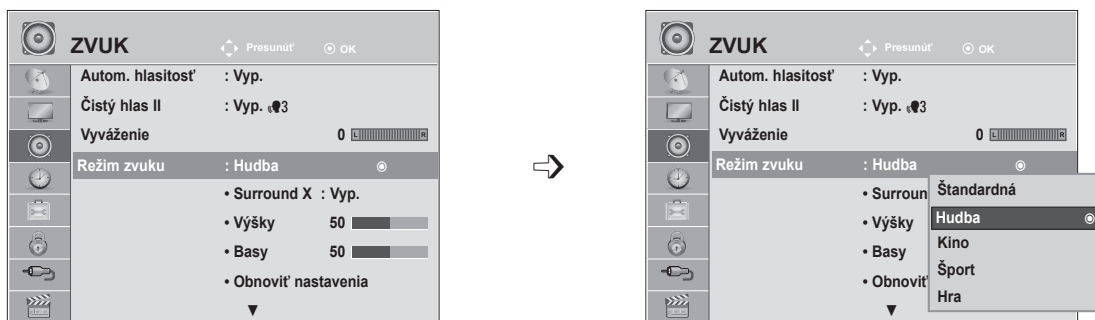 ZVUK Presunúť OK
Autom. hlasitosť : Vyp.
Čistý hlas II : Vyp. 3
Vyváženie 0 L R
Režim zvuku : Hudba
• Surround X : Vyp.
• Výšky 50
• Basy 50
• Obnoviť nastavenia
▼
ZVUK Presunúť OK
Autom. hlasitosť : Vyp.
Čistý hlas II : Vyp. 3
Vyváženie 0 L R
Režim zvuku : Hudba
• Surroun
• Výšky
• Basy
• Obnoviť
▼
Štandardná
Hudba
Kino
Šport
Hra